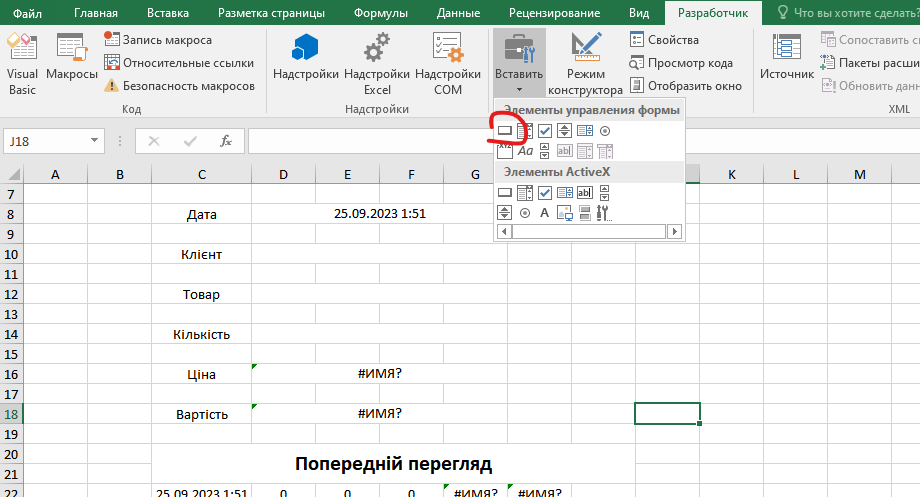 Файл Главная Вставка Разметка страницы Формулы Данные Рецензирование Вид Разработчик Что вы хотите сделать?
Visual Basic
Макросы
Запись макроса
Относительные ссылки
Безопасность макросов
Код
Надстройки
Надстройки Excel
Надстройки COM
Надстройки
Вставить
Режим конструктора
Свойства
Просмотр кода
Отобразить окно
Источник
Сопоставить
Пакеты
Обновить
XML
Элементы управления формы
XYZ Aa ab|
Элементы ActiveX
ab|
A
J18 fx
A B C D E F G K L M
7
8 Дата 25.09.2023 1:51
9
10 Клієнт
11
12 Товар
13
14 Кількість
15
16 Ціна #ИМЯ?
17
18 Вартість #ИМЯ?
19
20
Попередній перегляд
21
22 25.09.2023 1:51 0 0 0 #ИМЯ? #ИМЯ?